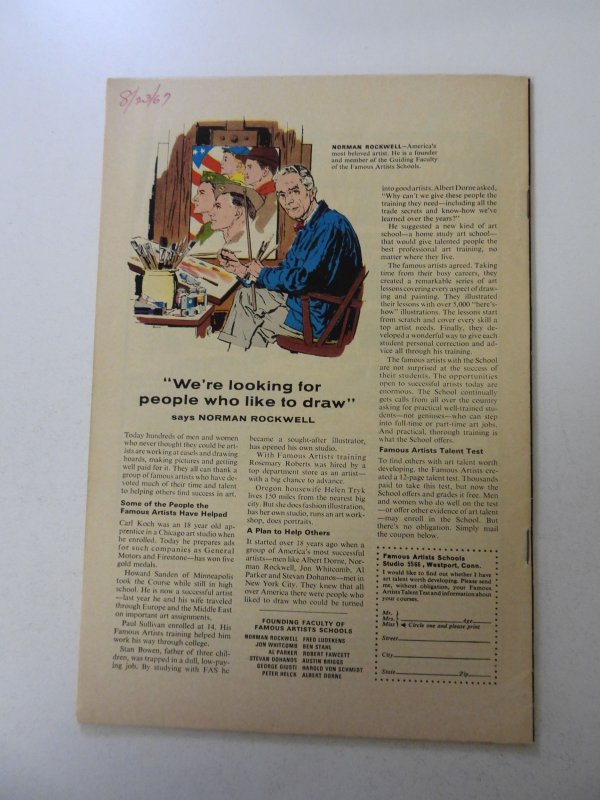 8/23/67
NORMAN ROCKWELL—America's
most beloved artist. He is a founder
and member of the Guiding Faculty
of the Famous Artists Schools.
"We're looking for
people who like to draw"
says NORMAN ROCKWELL
Today hundreds of men and women
who never thought they could be art-
ists are working at easels and drawing
boards, making pictures and getting
well paid for it. They all can thank a
group of famous artists who have de-
voted much of their time and talent
to helping others find success in art.
Some of the People the
Famous Artists Have Helped
Carl Koch was an 18 year old ap-
prentice in a Chicago art studio when
he enrolled. Today he prepares ads
for such companies as General
Motors and Firestone—has won five
gold medals.
Howard Sanden of Minneapolis
took the Course while still in high
school. He is now a successful artist
—last year he and his wife traveled
through Europe and the Middle East
on important art assignments.
Paul Sullivan enrolled at 14. His
Famous Artists training helped him
work his way through college.
Stan Bowen, father of three chil-
dren, was trapped in a dull, low-pay-
ing job. By studying with FAS he
became a sought-after illustrator,
has opened his own studio.
With Famous Artists training
Rosemary Roberts was hired by a
top department store as an artist—
with a big chance to advance.
Oregon housewife Helen Tryk
lives 150 miles from the nearest big
city. But she does fashion illustration,
has her own studio, runs an art work-
shop, does portraits.
A Plan to Help Others
It started over 18 years ago when a
group of America's most successful
artists—men like Albert Dorne, Nor-
man Rockwell, Jon Whitcomb, Al
Parker and Stevan Dohanos—met in
New York City. They knew that all
over America there were people who
liked to draw who could be turned
FOUNDING FACULTY OF
FAMOUS ARTISTS SCHOOLS
NORMAN ROCKWELL FRED LUDEKENS
JON WHITCOMB BEN STAHL
AL PARKER ROBERT FAWCETT
STEVAN DOHANOS AUSTIN BRIGGS
GEORGE GIUSTI HAROLD VON SCHMIDT
PETER HELCK ALBERT DORNE
into good artists. Albert Dorne asked,
"Why can't we give these people the
training they need—including all the
trade secrets and know-how we've
learned over the years?"
He suggested a new kind of art
school—a home study art school—
that would give talented people the
best professional art training, no
matter where they live.
The famous artists agreed. Taking
time from their busy careers, they
created a remarkable series of art
lessons covering every aspect of draw-
ing and painting. They illustrated
their lessons with over 5,000 "here's-
how" illustrations. The lessons start
from scratch and cover every skill a
top artist needs. Finally, they de-
veloped a wonderful way to give each
student personal correction and ad-
vice all through his training.
The famous artists with the School
are not surprised at the success of
their students. The opportunities
open to successful artists today are
enormous. The School continually
gets calls from all over the country
asking for practical well-trained stu-
dents—not geniuses—who can step
into full-time or part-time art jobs.
And practical, thorough training is
what the School offers.
Famous Artists Talent Test
To find others with art talent worth
developing, the Famous Artists cre-
ated a 12-page talent test. Thousands
paid to take this test, but now the
School offers and grades it free. Men
and women who do well on the test
—or offer other evidence of art talent
—may enroll in the School. But
there's no obligation. Simply mail
the coupon below.
Famous Artists Schools
Studio 5566, Westport, Conn.
I would like to find out whether I have
art talent worth developing. Please send
me, without obligation, your Famous
Artists Talent Test and information about
your courses.
Mr.
Mrs. Age
Miss Circle one and please print
Street
City
State Zip